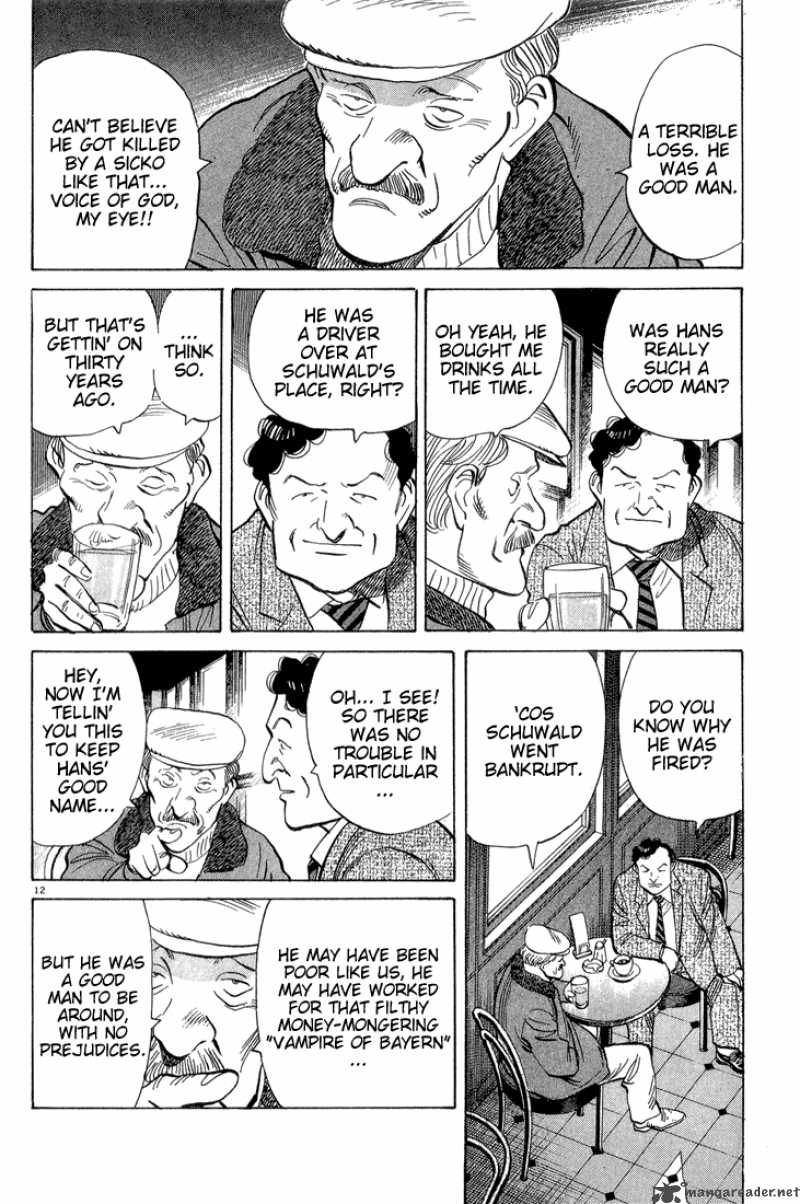 A TERRIBLE
LOSS. HE
WAS A
GOOD MAN.
CAN'T BELIEVE
HE GOT KILLED
BY A SICKO
LIKE THAT...
VOICE OF GOD,
MY EYE!!
WAS HANS
REALLY
SUCH A
GOOD MAN?
OH YEAH, HE
BOUGHT ME
DRINKS ALL
THE TIME.
HE WAS
A DRIVER
OVER AT
SCHUWALD'S
PLACE, RIGHT?
...
THINK
SO.
BUT THAT'S
GETTIN' ON
THIRTY
YEARS
AGO.
DO YOU
KNOW WHY
HE WAS
FIRED?
'COS
SCHUWALD
WENT
BANKRUPT.
OH... I SEE!
SO THERE
WAS NO
TROUBLE IN
PARTICULAR
...
HEY,
NOW I'M
TELLIN'
YOU THIS
TO KEEP
HANS'
GOOD
NAME...
12
HE MAY HAVE BEEN
POOR LIKE US, HE
MAY HAVE WORKED
FOR THAT FILTHY
MONEY-MONGERING
"VAMPIRE OF BAYERN"
...
BUT HE WAS
A GOOD
MAN TO BE
AROUND,
WITH NO
PREJUDICES.
mangareader.net